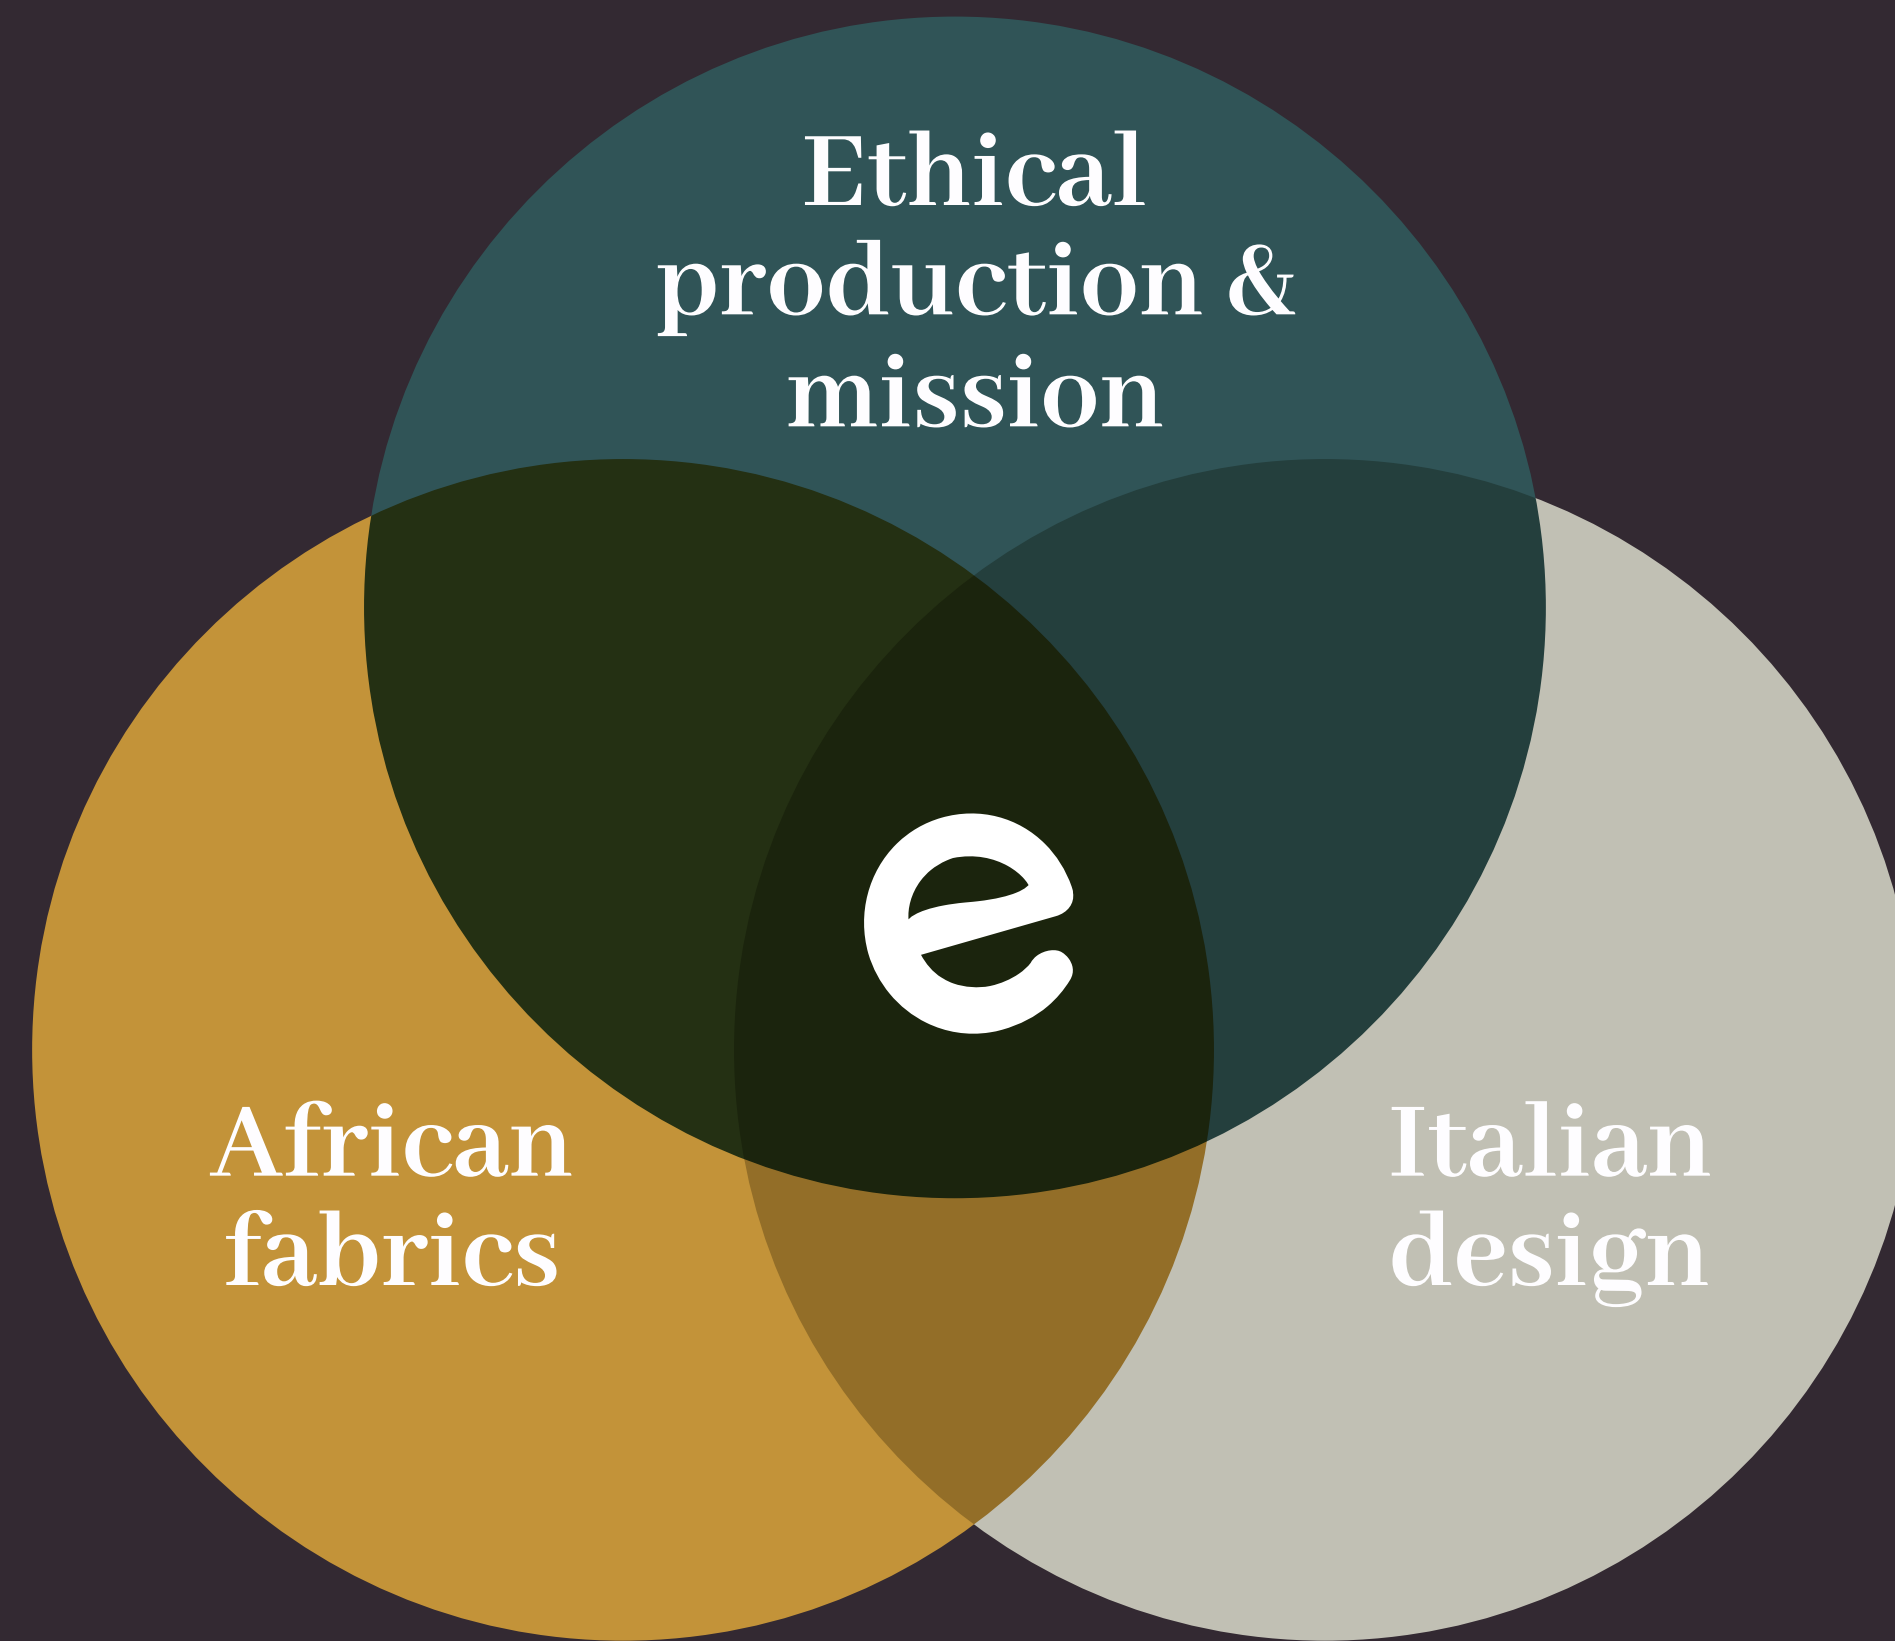 Ethical
production &
mission
e
African
fabrics
Italian
design